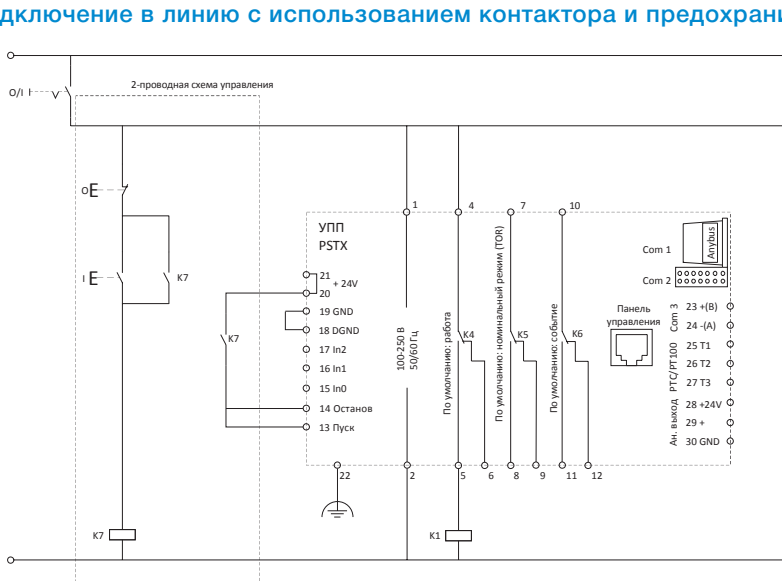 дключение в линию с использованием контактора и предохрани
O/I
2-проводная схема управления
oE
I E
K7
K7
K7
УПП
PSTX
21
+ 24V
20
19 GND
18 DGND
17 In2
16 In1
15 In0
14 Останов
13 Пуск
22
1
100-250 В
50/60 Гц
2
4
По умолчанию: работа
K4
5
6
K1
7
По умолчанию: номинальный режим (TOR)
K5
8
9
10
По умолчанию: событие
K6
11
12
Com 1
Anybus
Com 2
Панель
управления
Com 3
23 +(B)
24 -(A)
PTC/PT100
25 T1
26 T2
27 T3
Ан. выход
28 +24V
29 +
30 GND